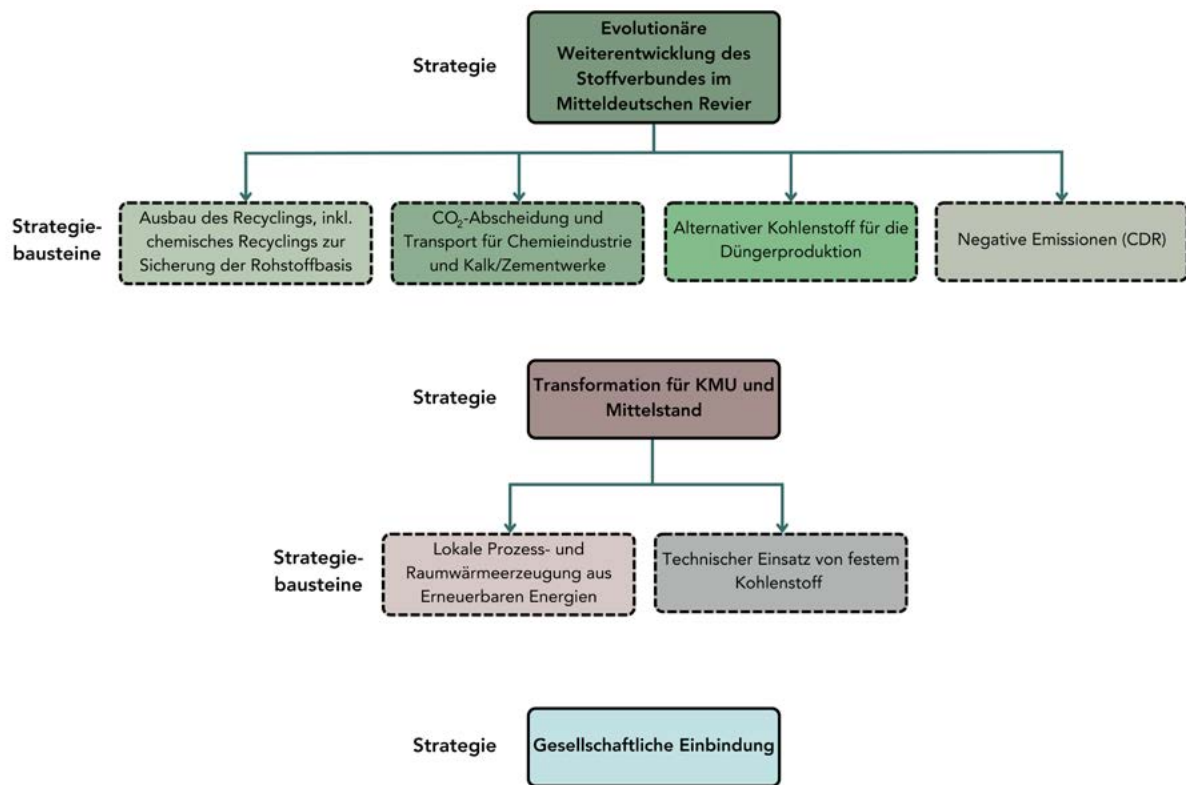 Strategie
Evolutionäre
Weiterentwicklung des
Stoffverbundes im
Mitteldeutschen Revier
Strategie-
bausteine
Ausbau des Recyclings, inkl.
chemisches Recyclings zur
Sicherung der Rohstoffbasis
CO₂-Abscheidung und
Transport für Chemieindustrie
und Kalk/Zementwerke
Alternativer Kohlenstoff für die
Düngerproduktion
Negative Emissionen (CDR)
Strategie
Transformation für KMU und
Mittelstand
Strategie-
bausteine
Lokale Prozess- und
Raumwärmeerzeugung aus
Erneuerbaren Energien
Technischer Einsatz von festem
Kohlenstoff
Strategie
Gesellschaftliche Einbindung